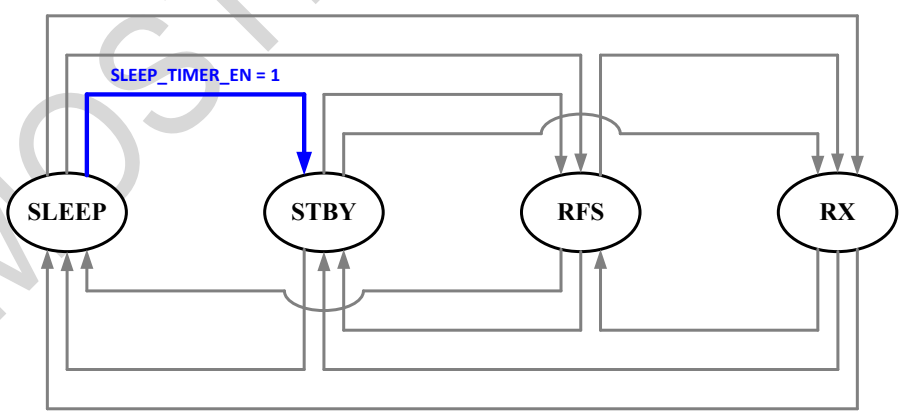 SLEEP_TIMER_EN = 1
SLEEP STBY RFS RX